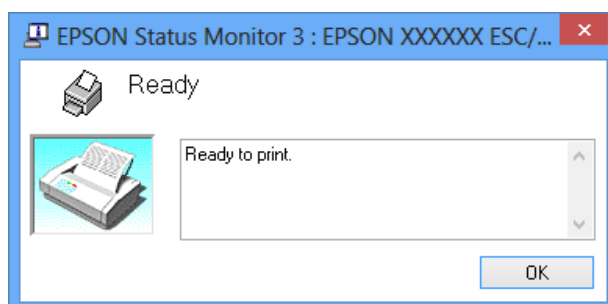 EPSON Status Monitor 3 : EPSON XXXXXX ESC/...
Ready
Ready to print.
OK